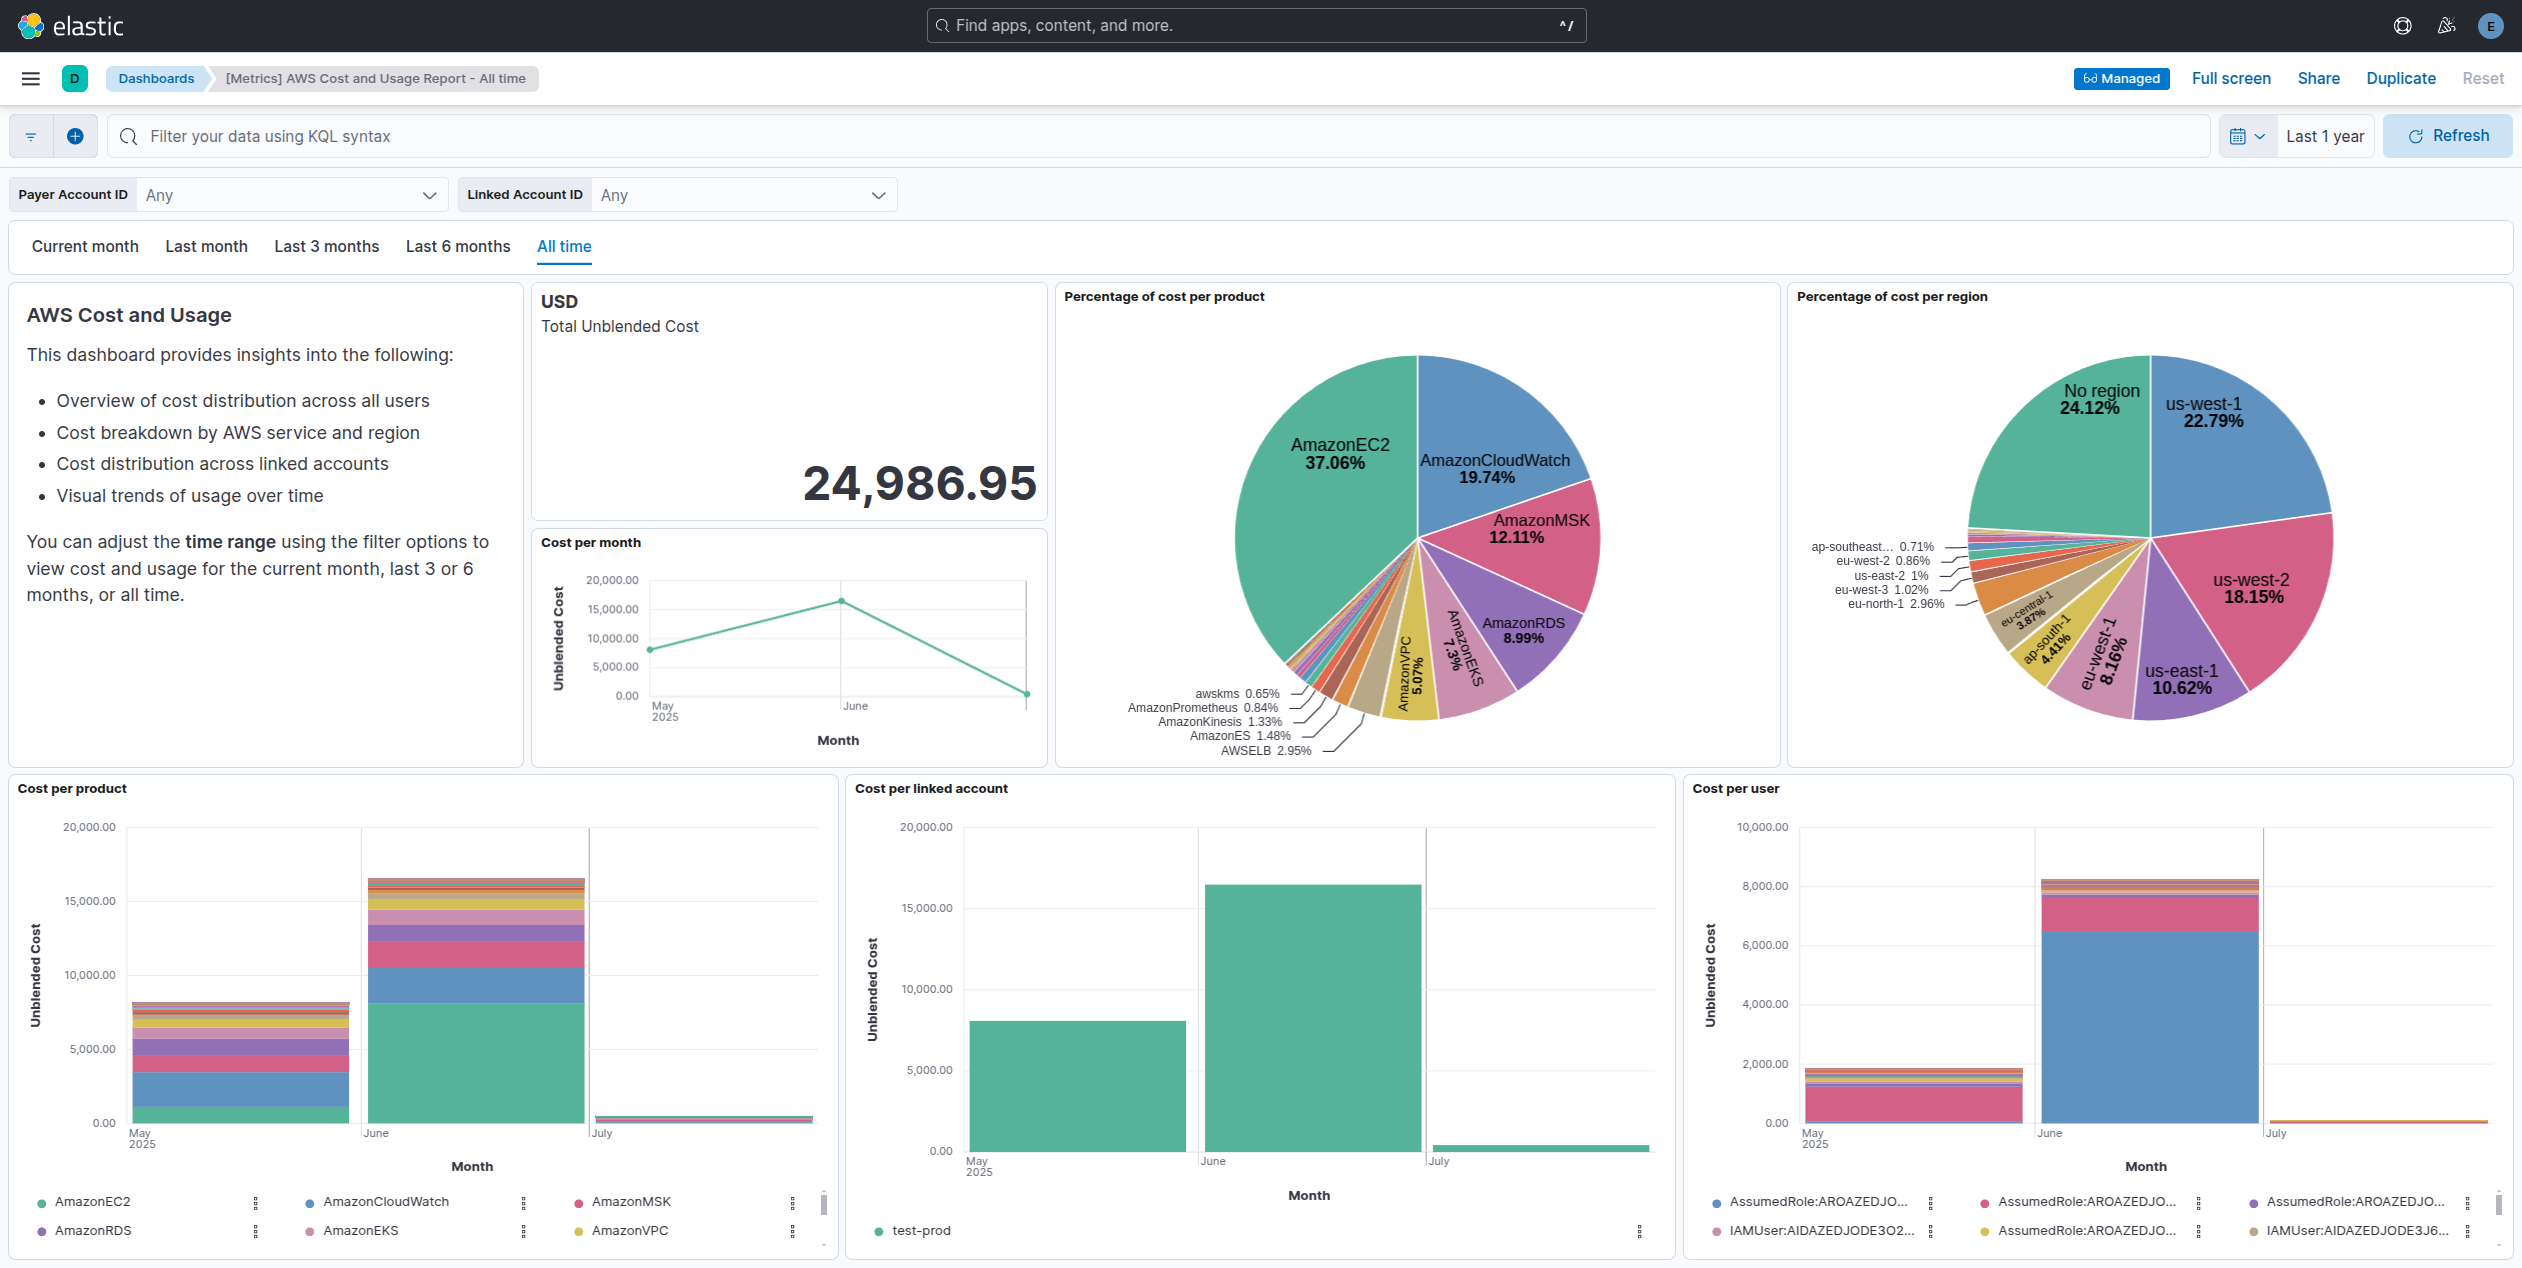 elastic
Find apps, content, and more.
^/
E
D
Dashboards
[Metrics] AWS Cost and Usage Report - All time
Managed
Full screen
Share
Duplicate
Reset
Filter your data using KQL syntax
Last 1 year
Refresh
Payer Account ID
Any
Linked Account ID
Any
Current month
Last month
Last 3 months
Last 6 months
All time
AWS Cost and Usage
This dashboard provides insights into the following:
• Overview of cost distribution across all users
• Cost breakdown by AWS service and region
• Cost distribution across linked accounts
• Visual trends of usage over time
You can adjust the time range using the filter options to
view cost and usage for the current month, last 3 or 6
months, or all time.
USD
Total Unblended Cost
24,986.95
Cost per month
Unblended Cost
20,000.00
15,000.00
10,000.00
5,000.00
0.00
May
2025
June
Month
Percentage of cost per product
AmazonEC2
37.06%
AmazonCloudWatch
19.74%
AmazonMSK
12.11%
AmazonRDS
8.99%
AmazonEKS
7.3%
AmazonVPC
5.07%
awskms 0.65%
AmazonPrometheus 0.84%
AmazonKinesis 1.33%
AmazonES 1.48%
AWSELB 2.95%
Percentage of cost per region
No region
24.12%
us-west-1
22.79%
us-west-2
18.15%
us-east-1
10.62%
eu-west-1
8.16%
ap-south-1
4.41%
eu-central-1
3.87%
ap-southeast... 0.71%
eu-west-2 0.86%
us-east-2 1%
eu-west-3 1.02%
eu-north-1 2.96%
Cost per product
Unblended Cost
20,000.00
15,000.00
10,000.00
5,000.00
0.00
May
2025
June
July
Month
AmazonEC2
AmazonCloudWatch
AmazonMSK
AmazonRDS
AmazonEKS
AmazonVPC
Cost per linked account
Unblended Cost
20,000.00
15,000.00
10,000.00
5,000.00
0.00
May
2025
June
July
Month
test-prod
Cost per user
Unblended Cost
10,000.00
8,000.00
6,000.00
4,000.00
2,000.00
0.00
May
2025
June
July
Month
AssumedRole:AROAZEDJO...
AssumedRole:AROAZEDJO...
AssumedRole:AROAZEDJO...
IAMUser:AIDAZEDJODE3O2...
AssumedRole:AROAZEDJO...
IAMUser:AIDAZEDJODE3J6...